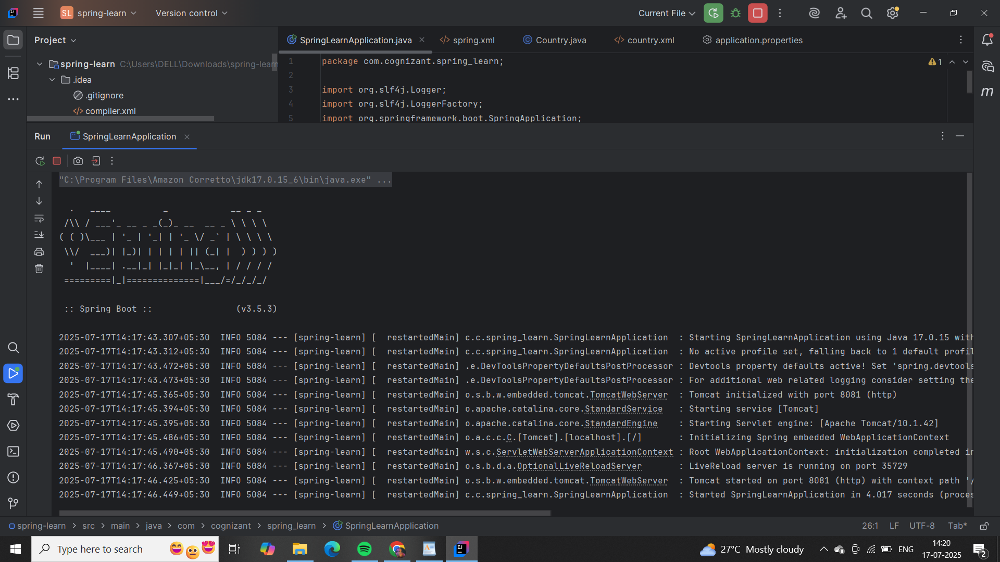 SL spring-learn Version control Current File
Project
SpringLearnApplication.java spring.xml Country.java country.xml application.properties
spring-learn C:\Users\DELL\Downloads\spring-learn
.idea
.gitignore
compiler.xml
1 package com.cognizant.spring_learn; 1
2
3 import org.slf4j.Logger;
4 import org.slf4j.LoggerFactory;
5 import org.springframework.boot.SpringApplication;
Run SpringLearnApplication
"C:\Program Files\Amazon Corretto\jdk17.0.15_6\bin\java.exe" ...
  .   ____          _            __ _ _
 /\\ / ___'_ __ _ _(_)_ __  __ _ \ \ \ \
( ( )\___ | '_ | '_| | '_ \/ _` | \ \ \ \
 \\/  ___)| |_)| | | | | || (_| |  ) ) ) )
  '  |____| .__|_| |_|_| |_\__, | / / / /
 =========|_|==============|___/=/_/_/_/
:: Spring Boot :: (v3.5.3)
2025-07-17T14:17:43.307+05:30 INFO 5084 --- [spring-learn] [ restartedMain] c.c.spring_learn.SpringLearnApplication : Starting SpringLearnApplication using Java 17.0.15 with
2025-07-17T14:17:43.312+05:30 INFO 5084 --- [spring-learn] [ restartedMain] c.c.spring_learn.SpringLearnApplication : No active profile set, falling back to 1 default profil
2025-07-17T14:17:43.472+05:30 INFO 5084 --- [spring-learn] [ restartedMain] .e.DevToolsPropertyDefaultsPostProcessor : Devtools property defaults active! Set 'spring.devtools
2025-07-17T14:17:43.473+05:30 INFO 5084 --- [spring-learn] [ restartedMain] .e.DevToolsPropertyDefaultsPostProcessor : For additional web related logging consider setting the
2025-07-17T14:17:45.365+05:30 INFO 5084 --- [spring-learn] [ restartedMain] o.s.b.w.embedded.tomcat.TomcatWebServer : Tomcat initialized with port 8081 (http)
2025-07-17T14:17:45.394+05:30 INFO 5084 --- [spring-learn] [ restartedMain] o.apache.catalina.core.StandardService : Starting service [Tomcat]
2025-07-17T14:17:45.395+05:30 INFO 5084 --- [spring-learn] [ restartedMain] o.apache.catalina.core.StandardEngine : Starting Servlet engine: [Apache Tomcat/10.1.42]
2025-07-17T14:17:45.486+05:30 INFO 5084 --- [spring-learn] [ restartedMain] o.a.c.c.C.[Tomcat].[localhost].[/] : Initializing Spring embedded WebApplicationContext
2025-07-17T14:17:45.490+05:30 INFO 5084 --- [spring-learn] [ restartedMain] w.s.c.ServletWebServerApplicationContext : Root WebApplicationContext: initialization completed in
2025-07-17T14:17:46.367+05:30 INFO 5084 --- [spring-learn] [ restartedMain] o.s.b.d.a.OptionalLiveReloadServer : LiveReload server is running on port 35729
2025-07-17T14:17:46.425+05:30 INFO 5084 --- [spring-learn] [ restartedMain] o.s.b.w.embedded.tomcat.TomcatWebServer : Tomcat started on port 8081 (http) with context path '/
2025-07-17T14:17:46.449+05:30 INFO 5084 --- [spring-learn] [ restartedMain] c.c.spring_learn.SpringLearnApplication : Started SpringLearnApplication in 4.017 seconds (proces
spring-learn > src > main > java > com > cognizant > spring_learn > SpringLearnApplication 26:1 LF UTF-8 Tab*
Type here to search 27°C Mostly cloudy ENG 14:20
17-07-2025 2